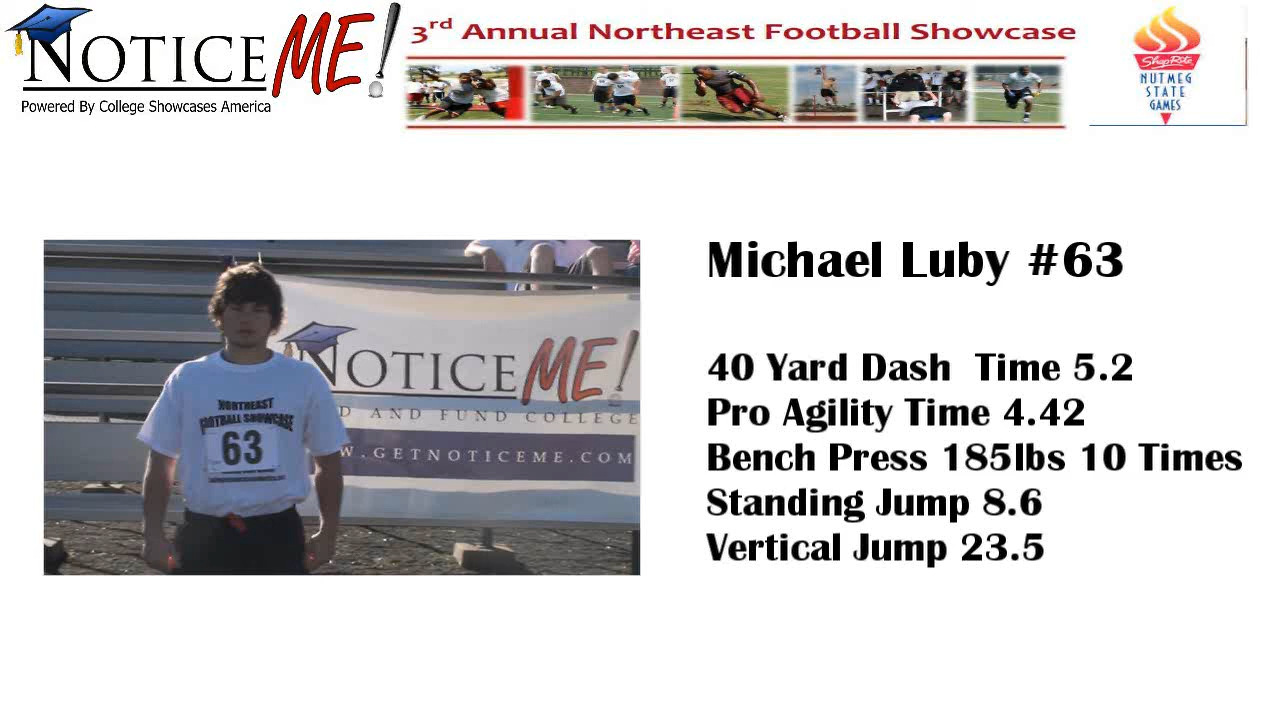 NOTICE ME!
Powered By College Showcases America
3rd Annual Northeast Football Showcase
ShopRite
NUTMEG
STATE
GAMES
Michael Luby #63
40 Yard Dash  Time 5.2
Pro Agility Time 4.42
Bench Press 185lbs 10 Times
Standing Jump 8.6
Vertical Jump 23.5
NOTICE ME!
D AND FUND COLLEGE
W.GETNOTICEME.COM
NORTHEAST
FOOTBALL SHOWCASE
63